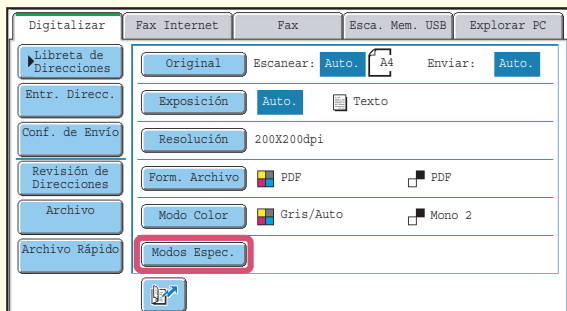 Digitalizar Fax Internet Fax Esca. Mem. USB Explorar PC
Libreta de
Direcciones
Original Escanear: Auto. A4 Enviar: Auto.
Entr. Direcc.
Exposición Auto. Texto
Conf. de Envío
Resolución 200X200dpi
Revisión de
Direcciones
Form. Archivo PDF PDF
Archivo
Modo Color Gris/Auto Mono 2
Archivo Rápido
Modos Espec.